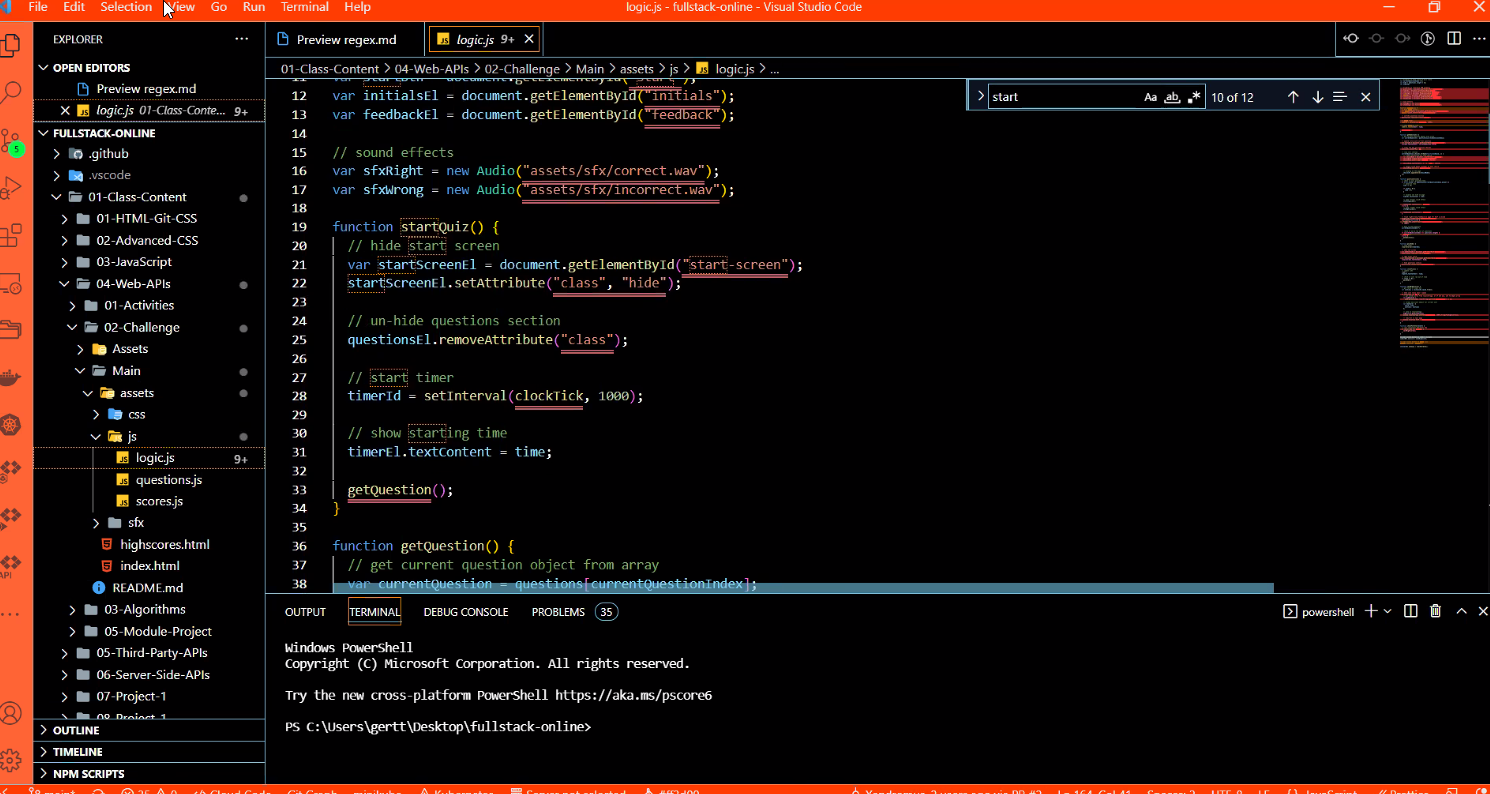 File Edit Selection View Go Run Terminal Help
logic.js - fullstack-online - Visual Studio Code
EXPLORER
OPEN EDITORS
Preview regex.md
logic.js 01-Class-Conte... 9+
FULLSTACK-ONLINE
.github
.vscode
01-Class-Content
01-HTML-Git-CSS
02-Advanced-CSS
03-JavaScript
04-Web-APIs
01-Activities
02-Challenge
Assets
Main
assets
css
js
logic.js 9+
questions.js
scores.js
sfx
highscores.html
index.html
README.md
03-Algorithms
05-Module-Project
05-Third-Party-APIs
06-Server-Side-APIs
07-Project-1
08-Project-1
OUTLINE
TIMELINE
NPM SCRIPTS
5
API
Preview regex.md
logic.js 9+
01-Class-Content > 04-Web-APIs > 02-Challenge > Main > assets > js > logic.js > ...
start
Aa ab 10 of 12
11 var startBtn = document.getElementById("start");
12 var initialsEl = document.getElementById("initials");
13 var feedbackEl = document.getElementById("feedback");
14
15 // sound effects
16 var sfxRight = new Audio("assets/sfx/correct.wav");
17 var sfxWrong = new Audio("assets/sfx/incorrect.wav");
18
19 function startQuiz() {
20 // hide start screen
21 var startScreenEl = document.getElementById("start-screen");
22 startScreenEl.setAttribute("class", "hide");
23
24 // un-hide questions section
25 questionsEl.removeAttribute("class");
26
27 // start timer
28 timerId = setInterval(clockTick, 1000);
29
30 // show starting time
31 timerEl.textContent = time;
32
33 getQuestion();
34 }
35
36 function getQuestion() {
37 // get current question object from array
38 var currentQuestion = questions[currentQuestionIndex];
OUTPUT TERMINAL DEBUG CONSOLE PROBLEMS 35
powershell
Windows PowerShell
Copyright (C) Microsoft Corporation. All rights reserved.
Try the new cross-platform PowerShell https://aka.ms/pscore6
PS C:\Users\gertt\Desktop\fullstack-online>